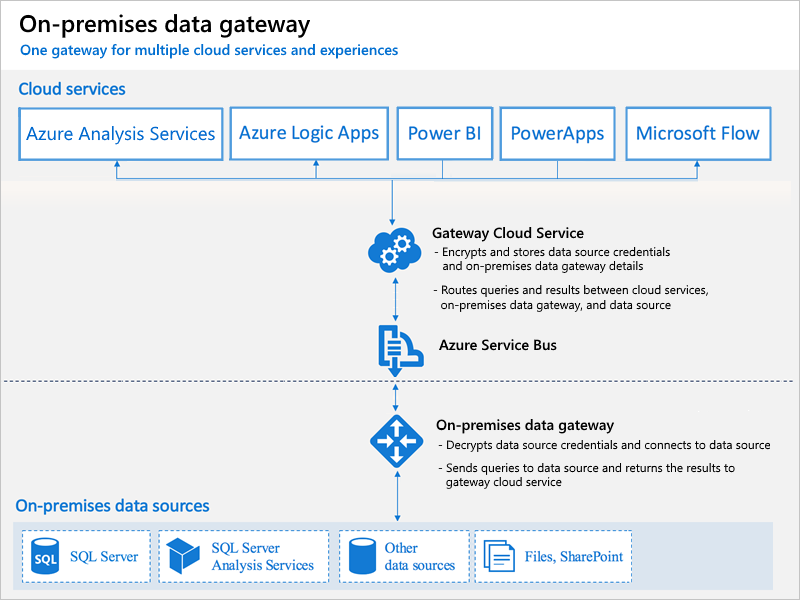 On-premises data gateway
One gateway for multiple cloud services and experiences
Cloud services
Azure Analysis Services
Azure Logic Apps
Power BI
PowerApps
Microsoft Flow
Gateway Cloud Service
- Encrypts and stores data source credentials
and on-premises data gateway details
- Routes queries and results between cloud services,
on-premises data gateway, and data source
Azure Service Bus
On-premises data gateway
- Decrypts data source credentials and connects to data source
- Sends queries to data source and returns the results to
gateway cloud service
On-premises data sources
SQL
SQL Server
SQL Server
Analysis Services
Other
data sources
Files, SharePoint